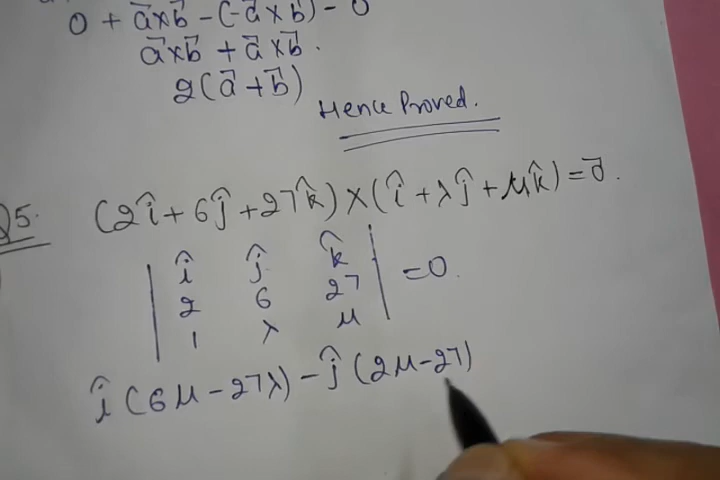 0 + a⃗×b⃗ − (−a⃗×b⃗) − 0
a⃗×b⃗ + a⃗×b⃗.
2(a⃗+b⃗)
Hence Proved.
Q5. (2î + 6ĵ + 27k̂) × (î + λĵ + μk̂) = 0⃗.
| î ĵ k̂ |
| 2 6 27 | = 0.
| 1 λ μ |
î (6μ − 27λ) − ĵ (2μ − 27)